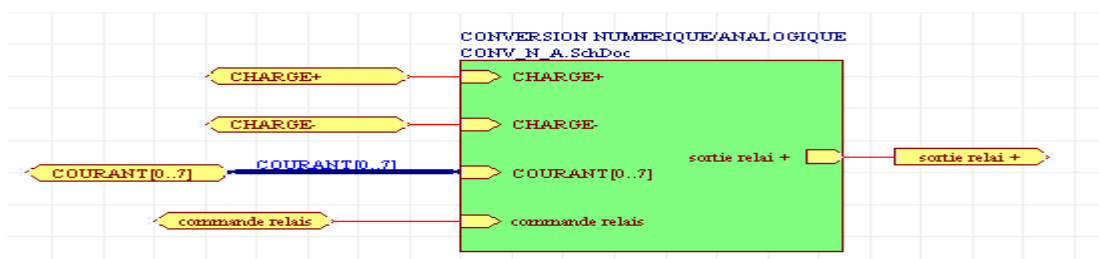 CONVERSION NUMERIQUE/ANALOGIQUE
CONV_N_A.SchDoc
CHARGE+ CHARGE+
CHARGE- CHARGE-
sortie relai + sortie relai +
COURANT[0..7] COURANT[0..7] COURANT[0..7]
commande relais commande relais